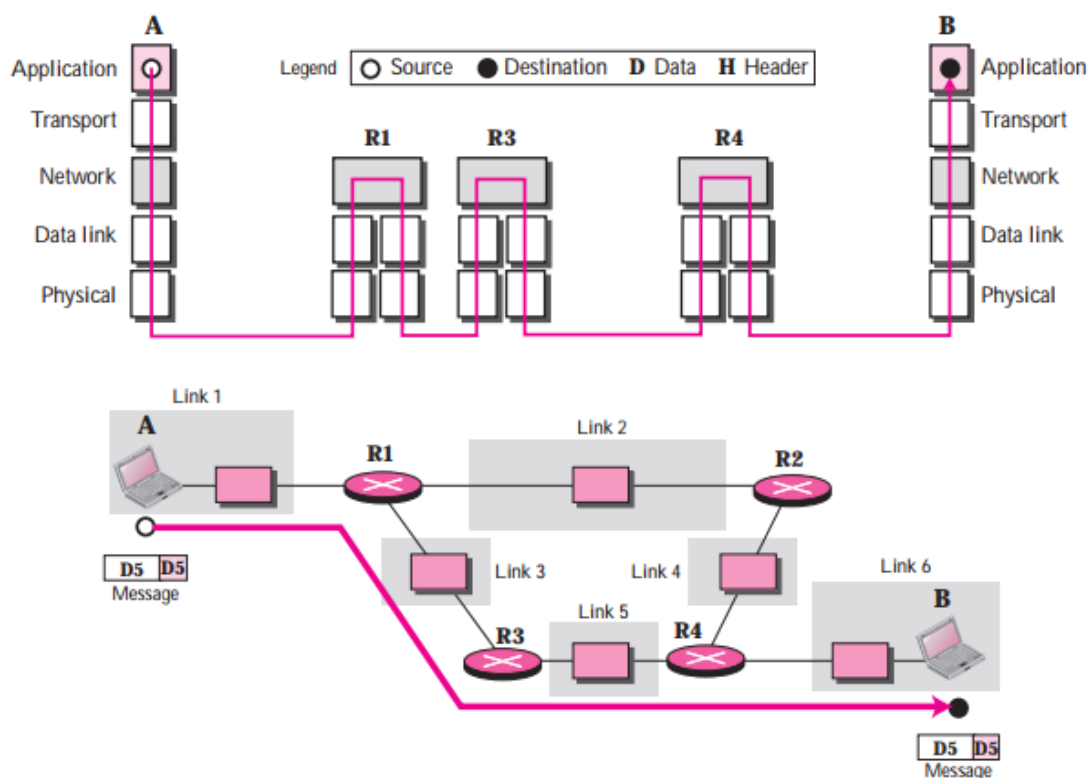 A
B
Application
Legend Source Destination D Data H Header
Application
Transport
Transport
R1 R3 R4
Network
Network
Data link
Data link
Physical
Physical
Link 1
A
Link 2
R1
R2
D5 D5
Message
Link 3
Link 4
Link 6
B
Link 5
R3
R4
D5 D5
Message